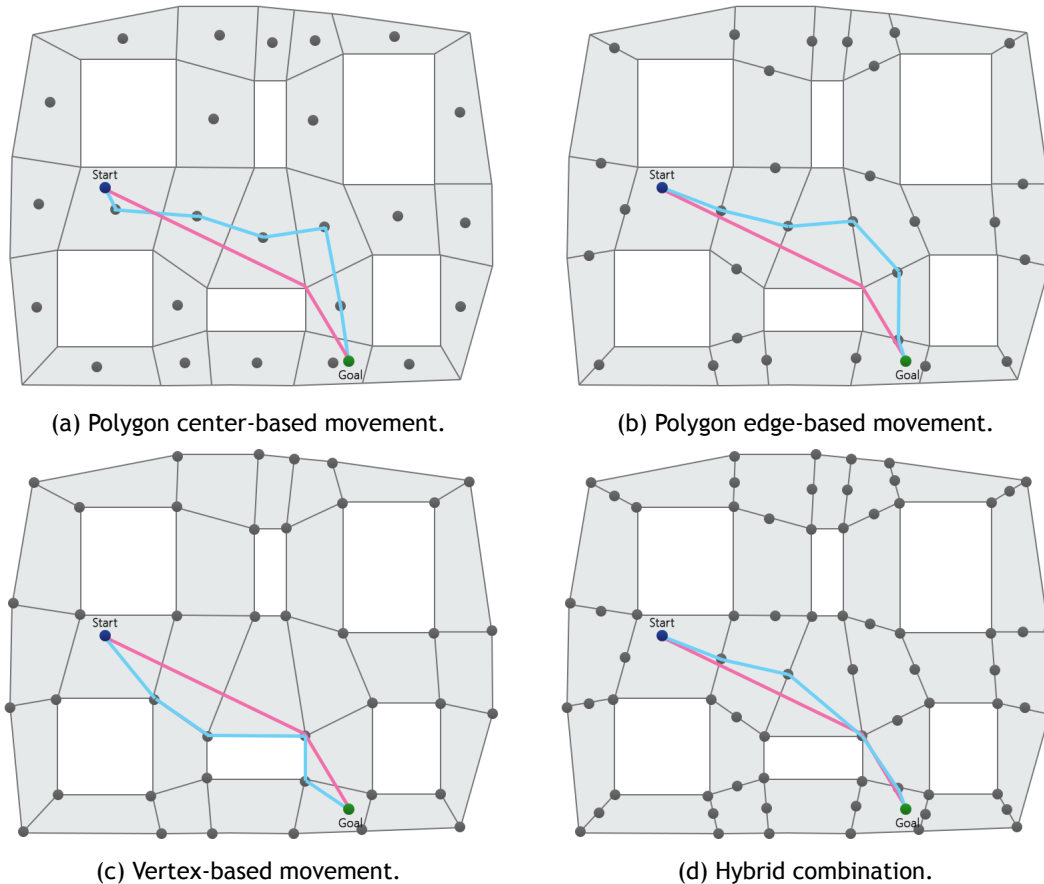 Start
Goal
Start
Goal
(a) Polygon center-based movement.
(b) Polygon edge-based movement.
Start
Goal
Start
Goal
(c) Vertex-based movement.
(d) Hybrid combination.